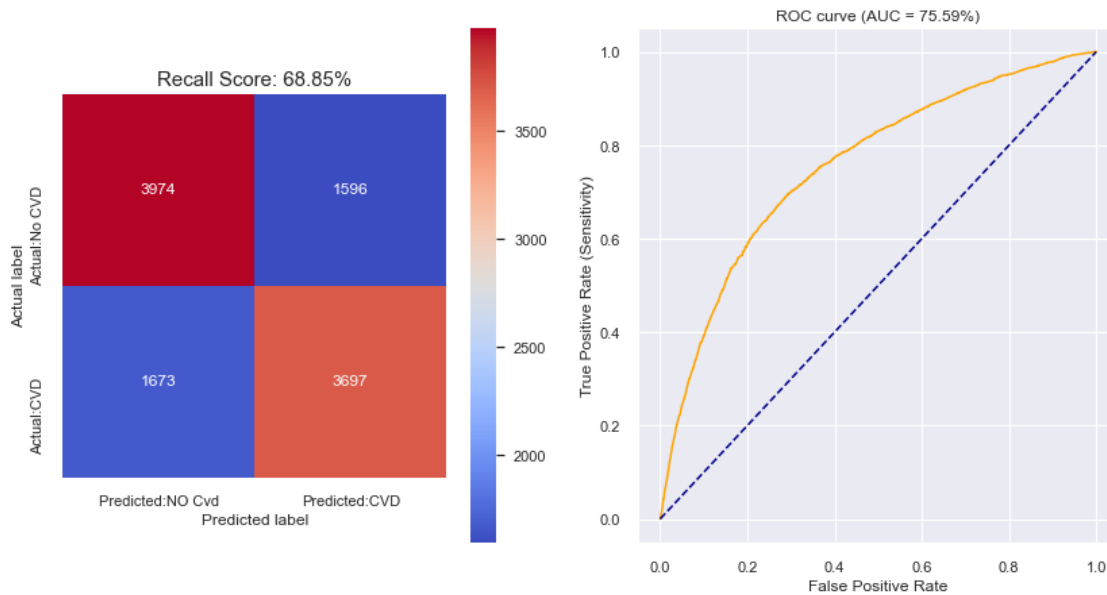 Recall Score: 68.85%
3974
1596
1673
3697
Actual:No CVD
Actual:CVD
Actual label
Predicted:NO Cvd
Predicted:CVD
Predicted label
3500
3000
2500
2000
ROC curve (AUC = 75.59%)
1.0
0.8
0.6
0.4
0.2
0.0
True Positive Rate (Sensitivity)
0.0
0.2
0.4
0.6
0.8
1.0
False Positive Rate